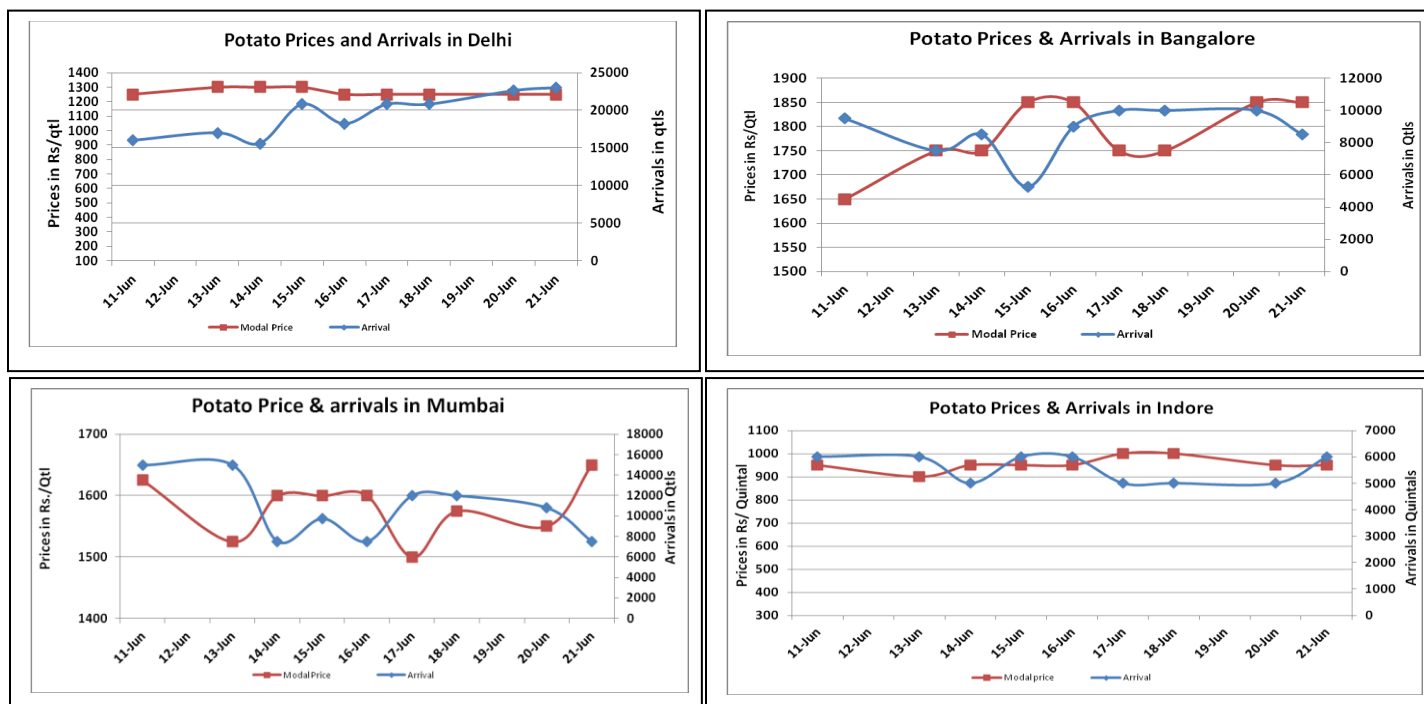 Potato Prices and Arrivals in Delhi
Prices in Rs/qtl
1400
1300
1200
1100
1000
900
800
700
600
500
400
300
200
100
25000
20000
15000
10000
5000
0
Arrivals in qtls
11-Jun
12-Jun
13-Jun
14-Jun
15-Jun
16-Jun
17-Jun
18-Jun
19-Jun
20-Jun
21-Jun
Modal Price
Arrival
Potato Prices & Arrivals in Bangalore
Prices in Rs/Qtl
1900
1850
1800
1750
1700
1650
1600
1550
1500
12000
10000
8000
6000
4000
2000
0
Arrivals in Qtls
11-Jun
12-Jun
13-Jun
14-Jun
15-Jun
16-Jun
17-Jun
18-Jun
19-Jun
20-Jun
21-Jun
Modal Price
Arrival
Potato Price & arrivals in Mumbai
Prices in Rs./Qtl
1700
1600
1500
1400
18000
16000
14000
12000
10000
8000
6000
4000
2000
0
Arrivals in Qtls
11-Jun
12-Jun
13-Jun
14-Jun
15-Jun
16-Jun
17-Jun
18-Jun
19-Jun
20-Jun
21-Jun
Modal Price
Arrival
Potato Prices & Arrivals in Indore
Prices in Rs/ Quintal
1100
1000
900
800
700
600
500
400
300
7000
6000
5000
4000
3000
2000
1000
0
Arrivals in Quintals
11-Jun
12-Jun
13-Jun
14-Jun
15-Jun
16-Jun
17-Jun
18-Jun
19-Jun
20-Jun
21-Jun
Modal price
Arrival